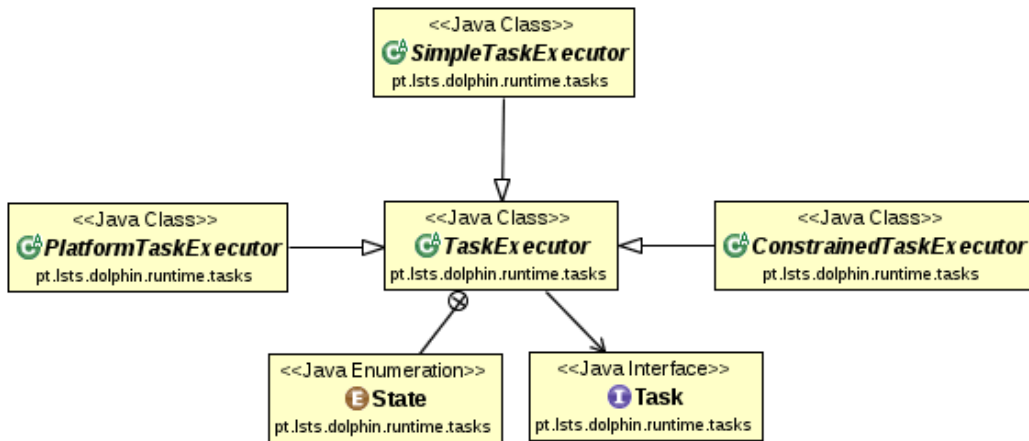 <<Java Class>>
SimpleTaskExecutor
pt.lsts.dolphin.runtime.tasks
<<Java Class>>
PlatformTaskExecutor
pt.lsts.dolphin.runtime.tasks
<<Java Class>>
TaskExecutor
pt.lsts.dolphin.runtime.tasks
<<Java Class>>
ConstrainedTaskExecutor
pt.lsts.dolphin.runtime.tasks
<<Java Enumeration>>
E State
pt.lsts.dolphin.runtime.tasks
<<Java Interface>>
I Task
pt.lsts.dolphin.runtime.tasks